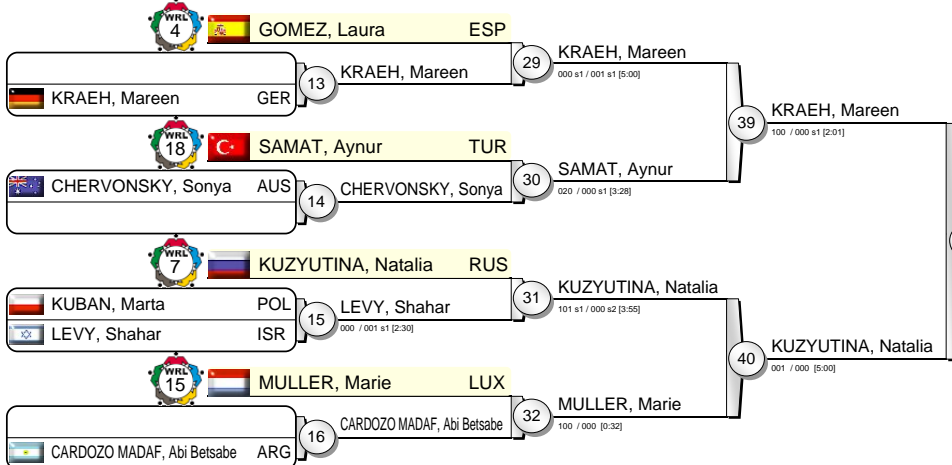 WRL
4
GOMEZ, Laura ESP
KRAEH, Mareen GER
13
KRAEH, Mareen
29
KRAEH, Mareen
000 s1 / 001 s1 [5:00]
WRL
18
SAMAT, Aynur TUR
CHERVONSKY, Sonya AUS
14
CHERVONSKY, Sonya
30
SAMAT, Aynur
020 / 000 s1 [3:28]
39
KRAEH, Mareen
100 / 000 s1 [2:01]
WRL
7
KUZYUTINA, Natalia RUS
KUBAN, Marta POL
LEVY, Shahar ISR
15
LEVY, Shahar
000 / 001 s1 [2:30]
31
KUZYUTINA, Natalia
101 s1 / 000 s2 [3:55]
WRL
15
MULLER, Marie LUX
CARDOZO MADAF, Abi Betsabe ARG
16
CARDOZO MADAF, Abi Betsabe
32
MULLER, Marie
100 / 000 [0:32]
40
KUZYUTINA, Natalia
001 / 000 [5:00]